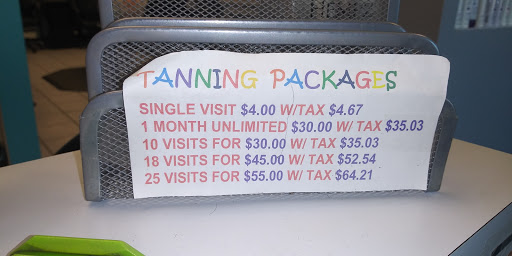 TANNING PACKAGES
SINGLE VISIT $4.00 W/TAX $4.67
1 MONTH UNLIMITED $30.00 W/ TAX $35.03
10 VISITS FOR $30.00 W/ TAX $35.03
18 VISITS FOR $45.00 W/ TAX $52.54
25 VISITS FOR $55.00 W/ TAX $64.21